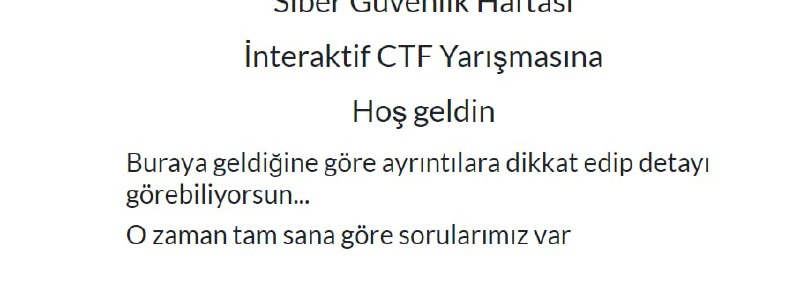 Siber Güvenlik Haftası
İnteraktif CTF Yarışmasına
Hoş geldin
Buraya geldiğine göre ayrıntılara dikkat edip detayı
görebiliyorsun...
O zaman tam sana göre sorularımız var